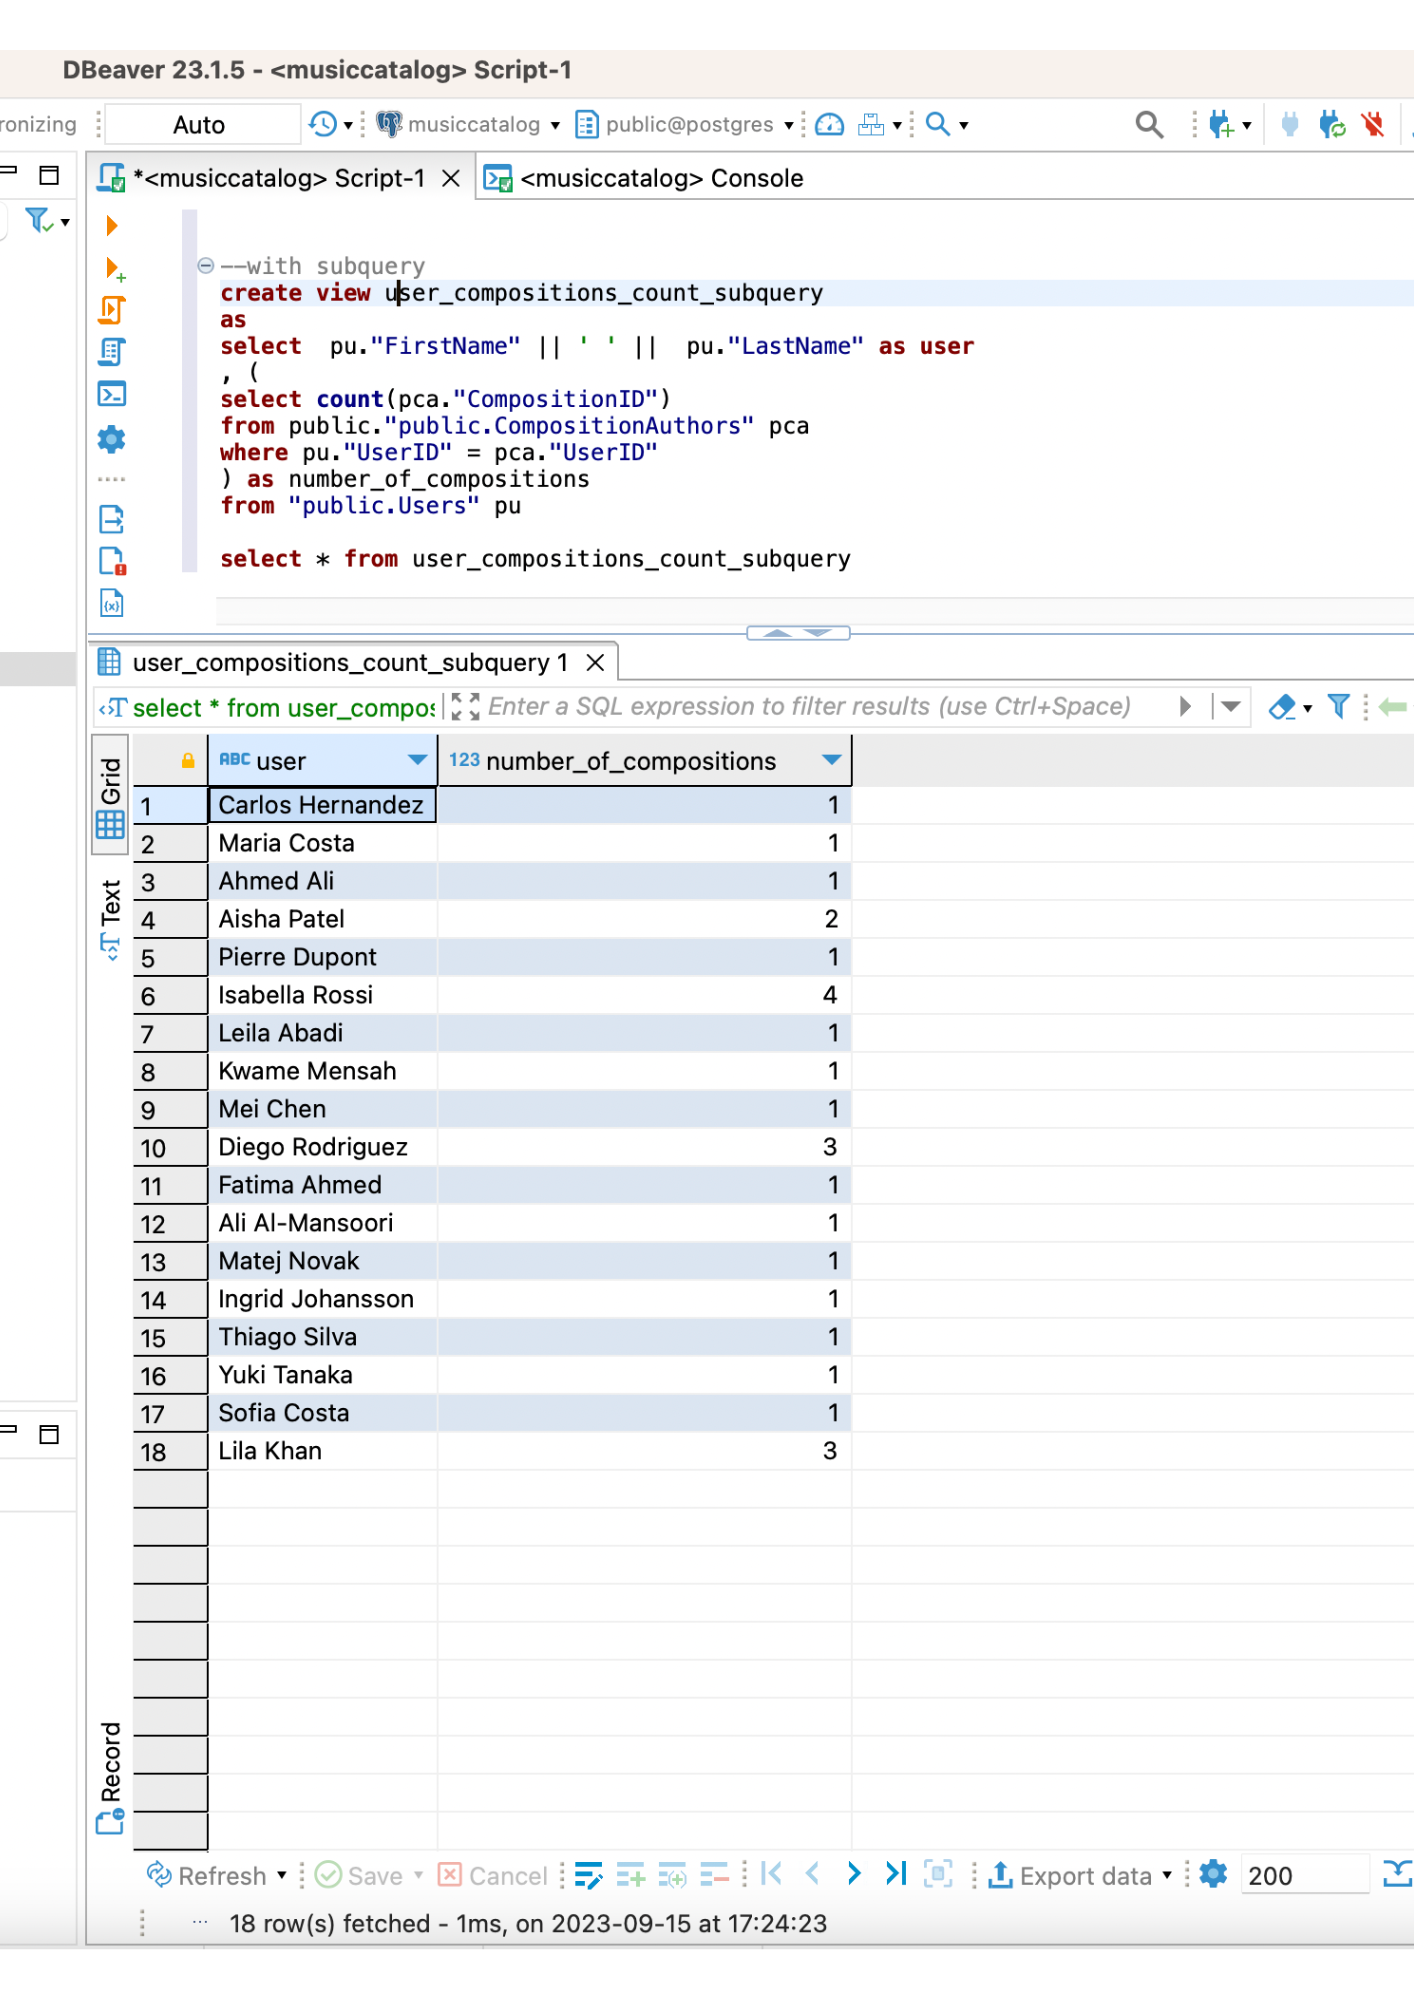 DBeaver 23.1.5 - <musiccatalog> Script-1
ronizing Auto musiccatalog public@postgres
*<musiccatalog> Script-1 <musiccatalog> Console
--with subquery
create view user_compositions_count_subquery
as
select  pu."FirstName" || ' ' ||  pu."LastName" as user
, (
select count(pca."CompositionID")
from public."public.CompositionAuthors" pca
where pu."UserID" = pca."UserID"
) as number_of_compositions
from "public.Users" pu
select * from user_compositions_count_subquery
user_compositions_count_subquery 1
select * from user_compos Enter a SQL expression to filter results (use Ctrl+Space)
Grid
Text
Record
ABC user 123 number_of_compositions
1 Carlos Hernandez 1
2 Maria Costa 1
3 Ahmed Ali 1
4 Aisha Patel 2
5 Pierre Dupont 1
6 Isabella Rossi 4
7 Leila Abadi 1
8 Kwame Mensah 1
9 Mei Chen 1
10 Diego Rodriguez 3
11 Fatima Ahmed 1
12 Ali Al-Mansoori 1
13 Matej Novak 1
14 Ingrid Johansson 1
15 Thiago Silva 1
16 Yuki Tanaka 1
17 Sofia Costa 1
18 Lila Khan 3
Refresh Save Cancel Export data 200
18 row(s) fetched - 1ms, on 2023-09-15 at 17:24:23